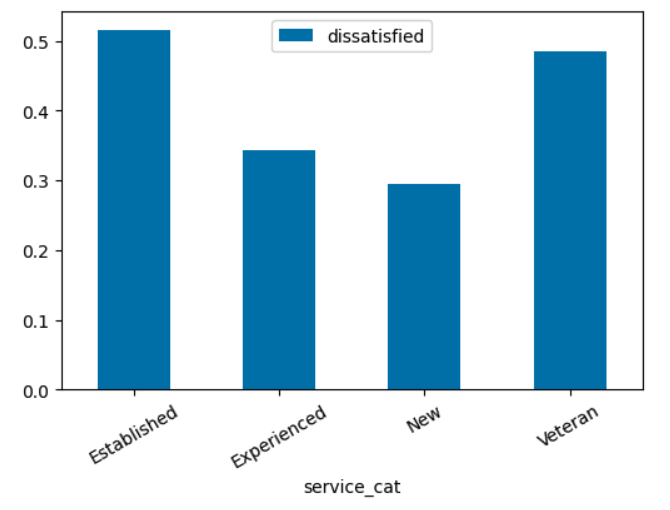 dissatisfied
0.5
0.4
0.3
0.2
0.1
0.0
Established
Experienced
New
Veteran
service_cat